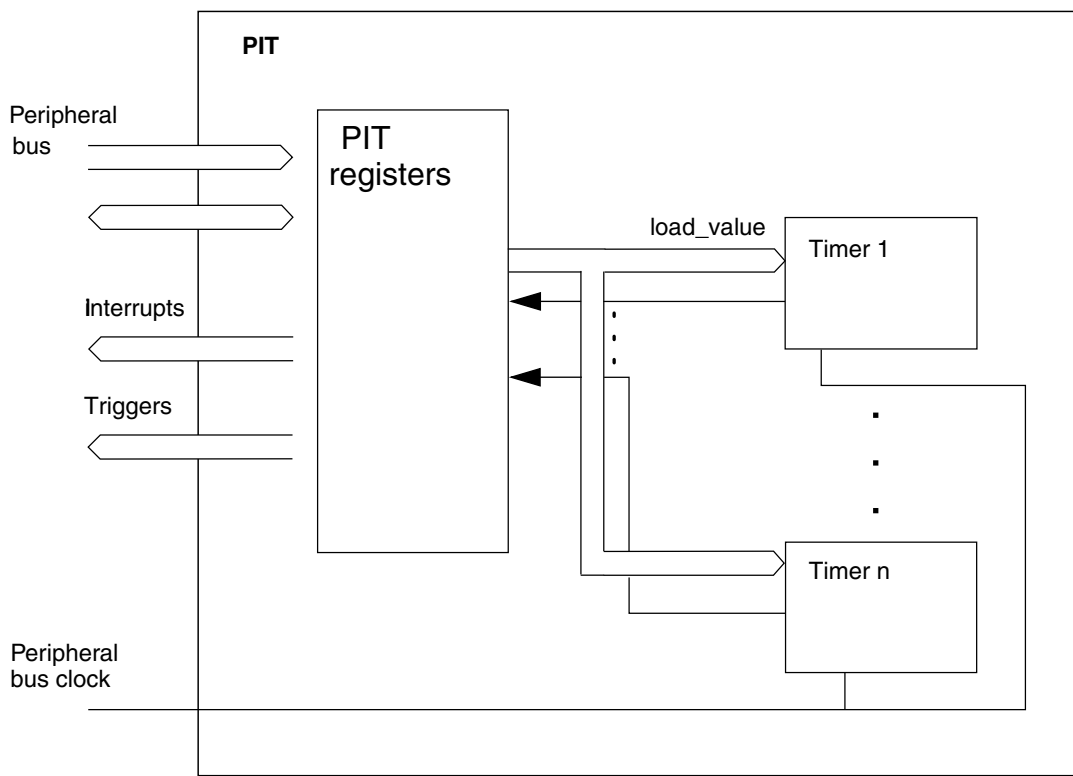 PIT
Peripheral
bus
PIT
registers
load_value
Timer 1
Interrupts
Triggers
Timer n
Peripheral
bus clock